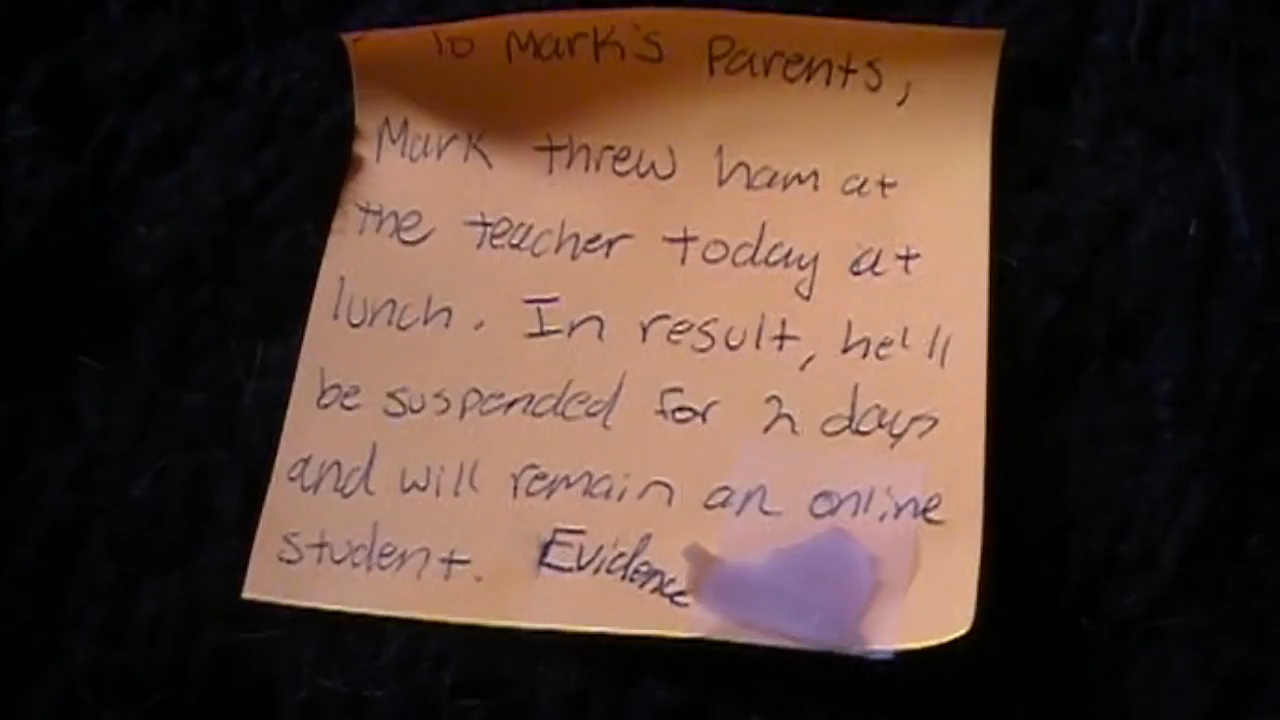 To Mark's Parents,
Mark threw ham at
the teacher today at
lunch. In result, he'll
be suspended for 2 days
and will remain an online
student. Evidence